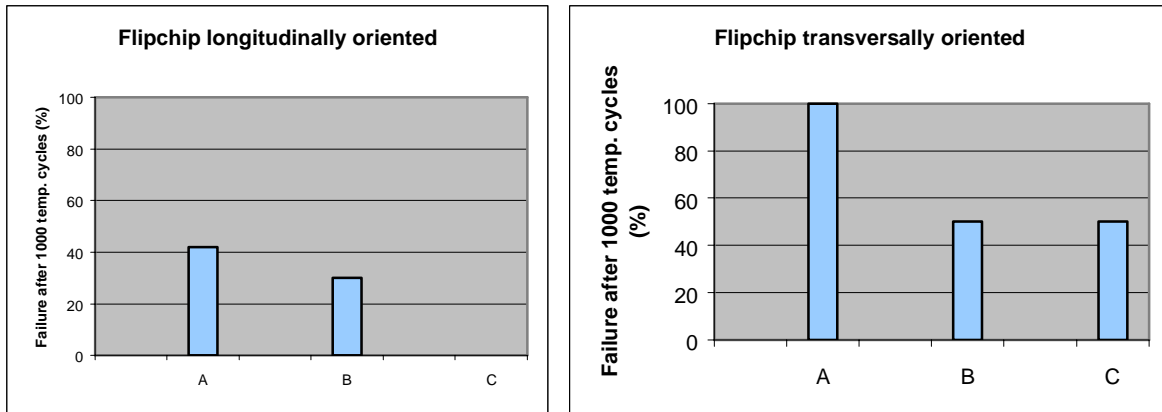 Flipchip longitudinally oriented
Failure after 1000 temp. cycles (%)
100
80
60
40
20
0
A B C
Flipchip transversally oriented
Failure after 1000 temp. cycles
(%)
100
80
60
40
20
0
A B C